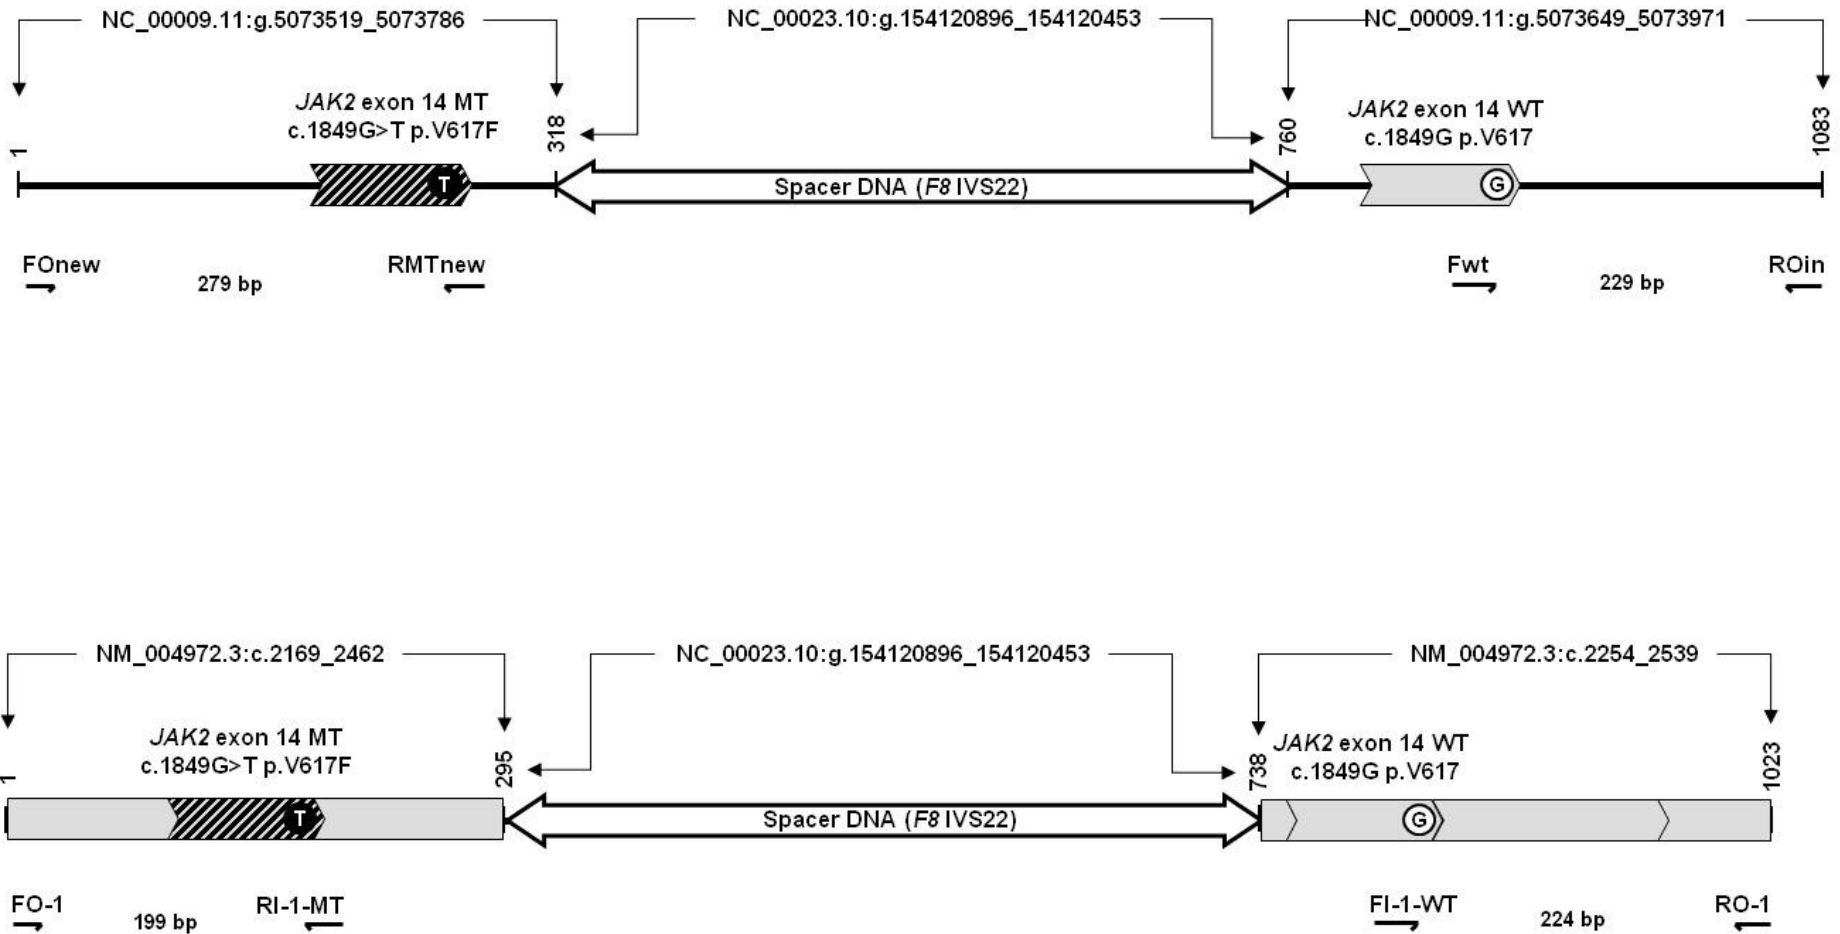 NC_00009.11:g.5073519_5073786
NC_00023.10:g.154120896_154120453
NC_00009.11:g.5073649_5073971
JAK2 exon 14 MT
c.1849G>T p.V617F
JAK2 exon 14 WT
c.1849G p.V617
1
318
760
1083
T
Spacer DNA (F8 IVS22)
G
FOnew
279 bp
RMTnew
Fwt
229 bp
ROin
NM_004972.3:c.2169_2462
NC_00023.10:g.154120896_154120453
NM_004972.3:c.2254_2539
JAK2 exon 14 MT
c.1849G>T p.V617F
JAK2 exon 14 WT
c.1849G p.V617
1
295
738
1023
T
Spacer DNA (F8 IVS22)
G
FO-1
199 bp
RI-1-MT
FI-1-WT
224 bp
RO-1